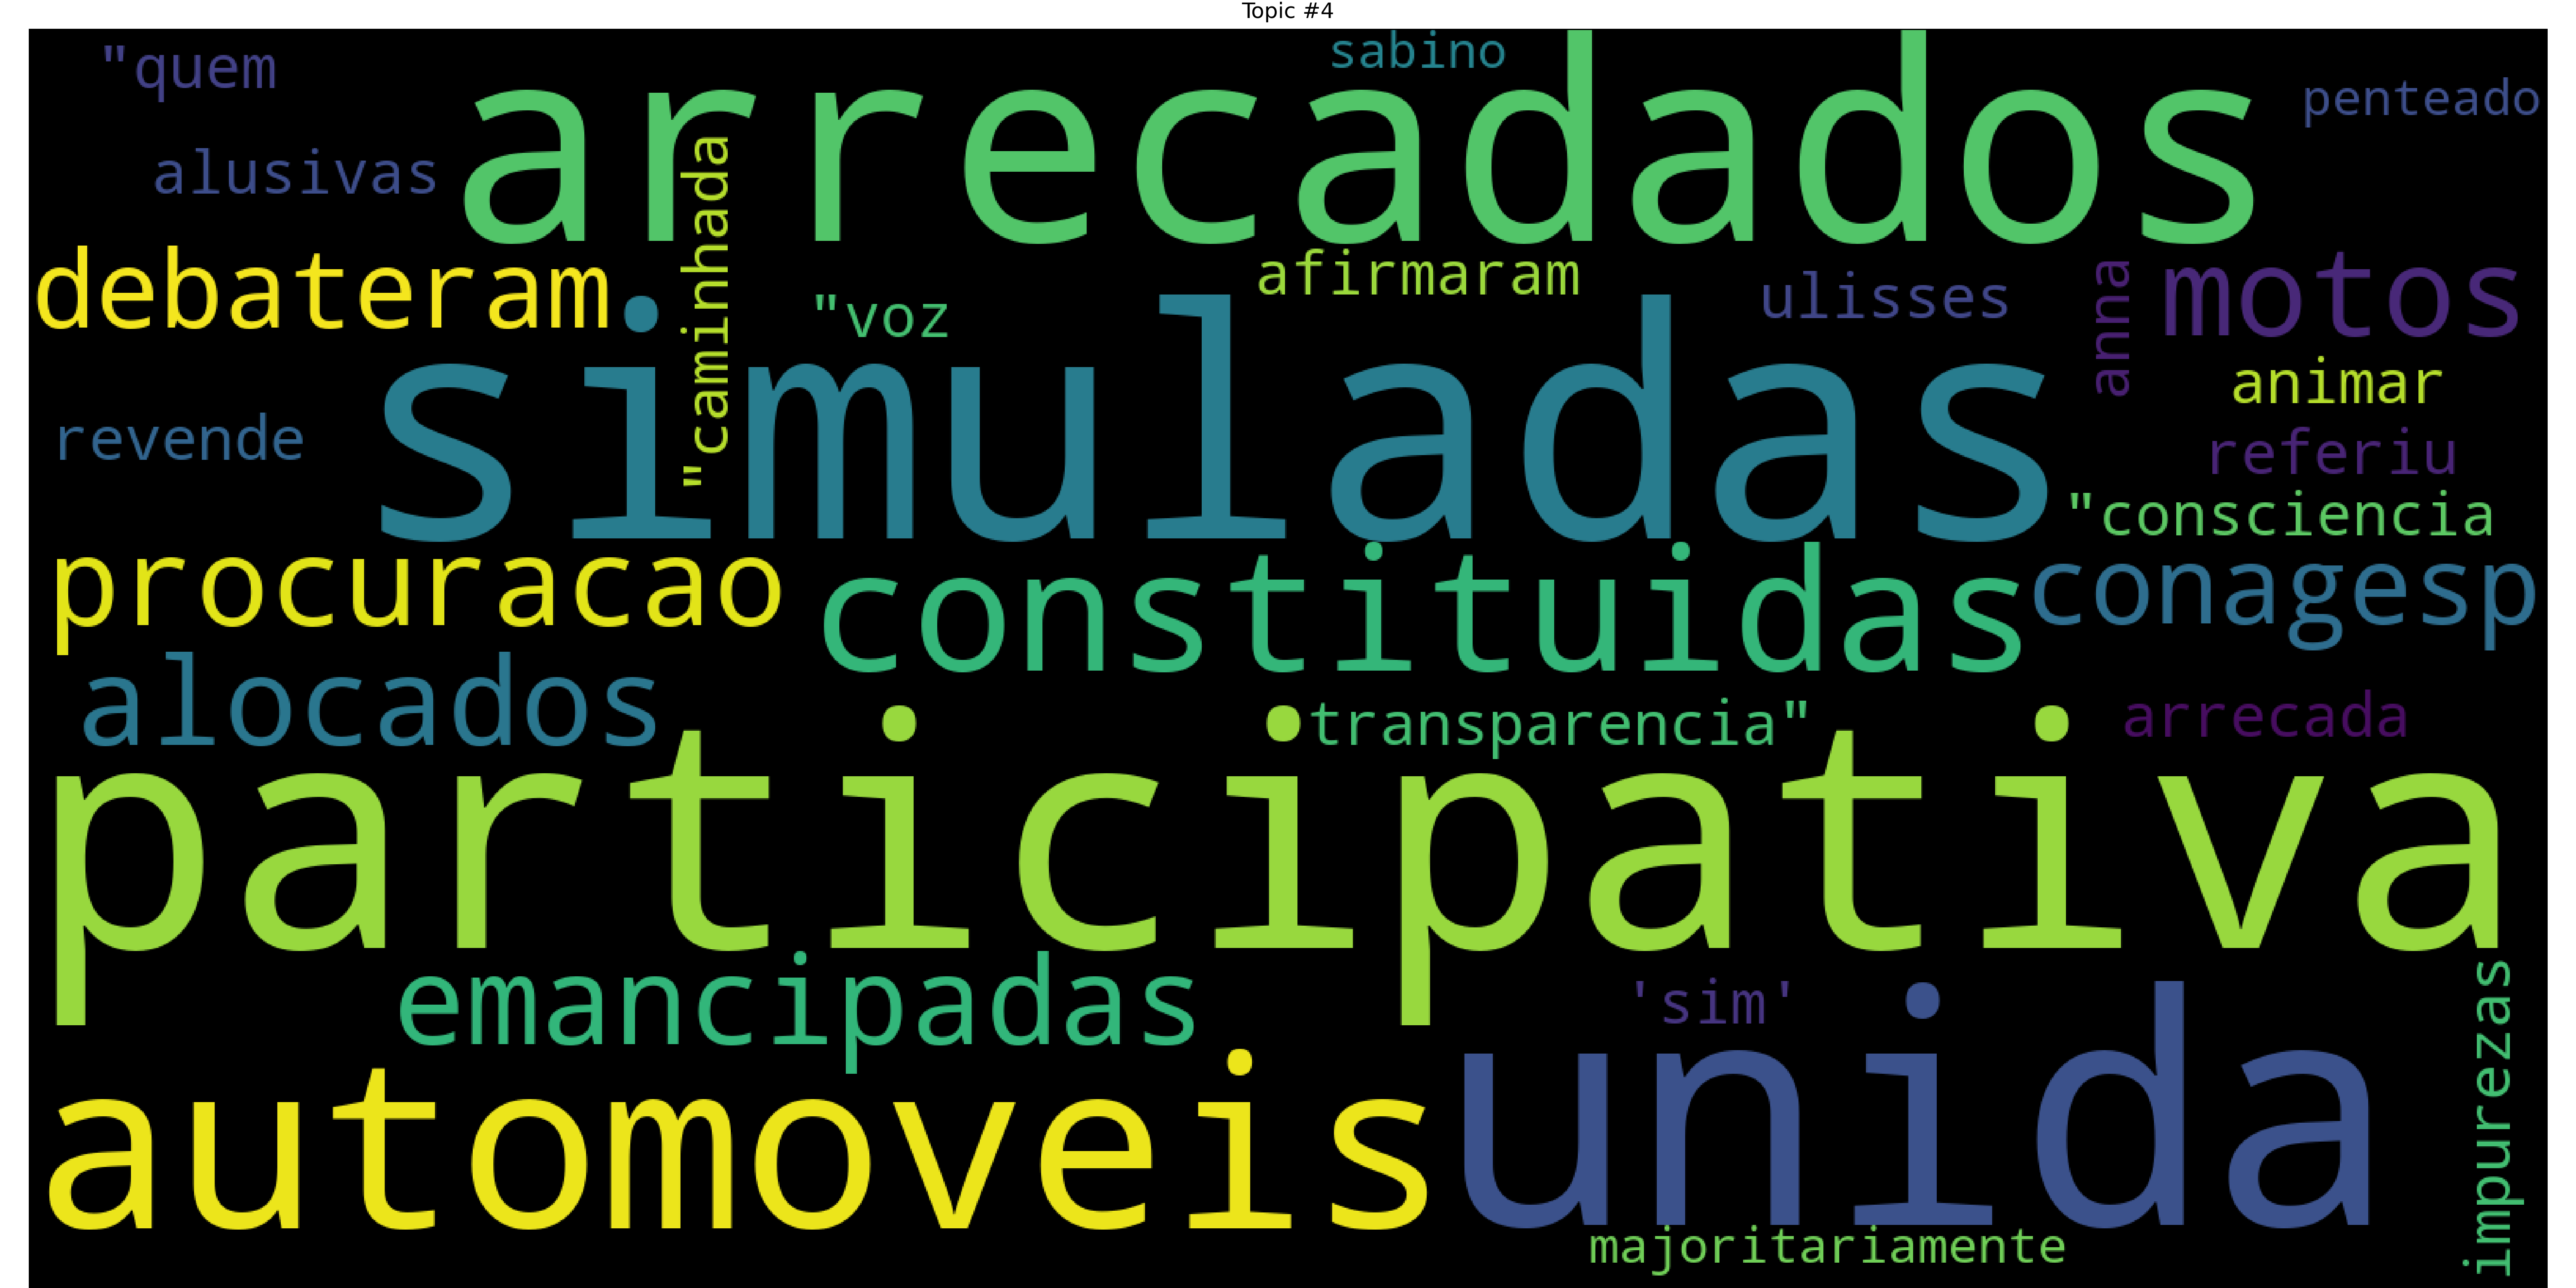 Topic #4
"quem
sabino
arrecadados
penteado
alusivas
"caminhada
debateram
afirmaram
"voz
ulisses
anna
motos
simuladas
animar
revende
referiu
"consciencia
procuracao
constituidas
conagesp
alocados
transparencia"
arrecada
participativa
emancipadas
'sim'
impurezas
automoveis
unida
majoritariamente